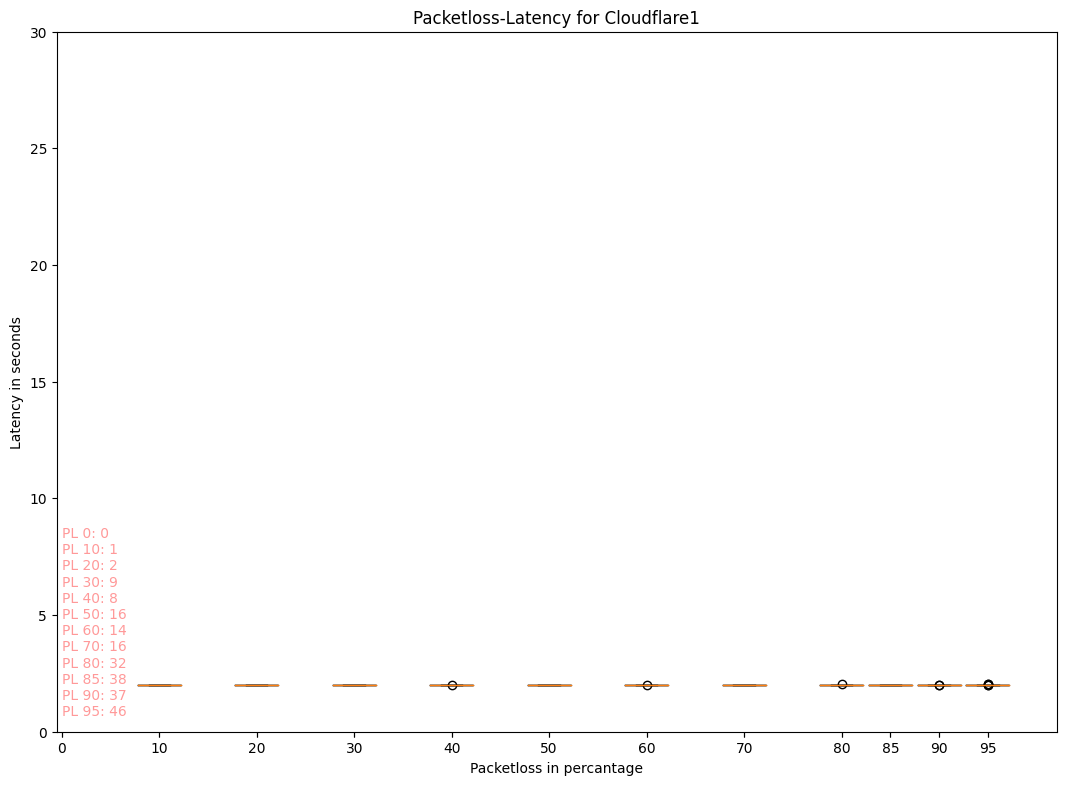 Packetloss-Latency for Cloudflare1
30
25
20
15
10
5
0
Latency in seconds
PL 0: 0
PL 10: 1
PL 20: 2
PL 30: 9
PL 40: 8
PL 50: 16
PL 60: 14
PL 70: 16
PL 80: 32
PL 85: 38
PL 90: 37
PL 95: 46
0 10 20 30 40 50 60 70 80 85 90 95
Packetloss in percantage